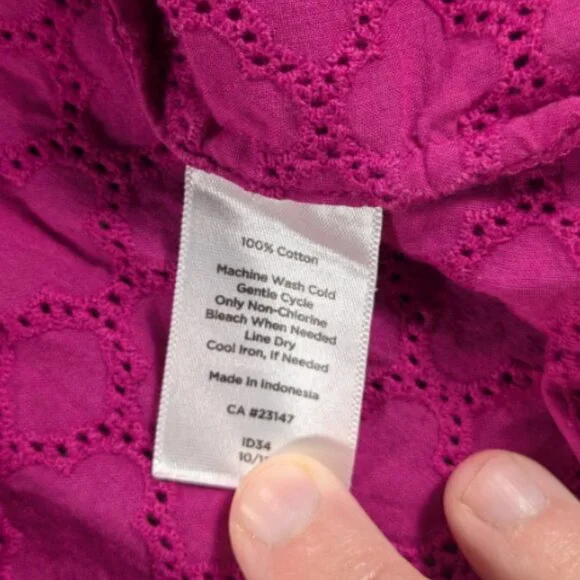 100% Cotton
Machine Wash Cold
Gentle Cycle
Only Non-Chlorine
Bleach When Needed
Line Dry
Cool Iron, If Needed
Made in Indonesia
CA #23147
ID34